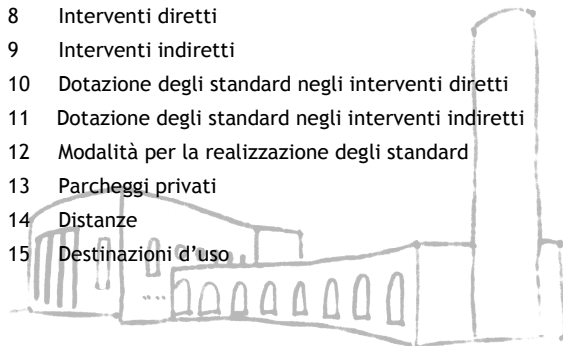 8 Interventi diretti
9 Interventi indiretti
10 Dotazione degli standard negli interventi diretti
11 Dotazione degli standard negli interventi indiretti
12 Modalità per la realizzazione degli standard
13 Parcheggi privati
14 Distanze
15 Destinazioni d'uso